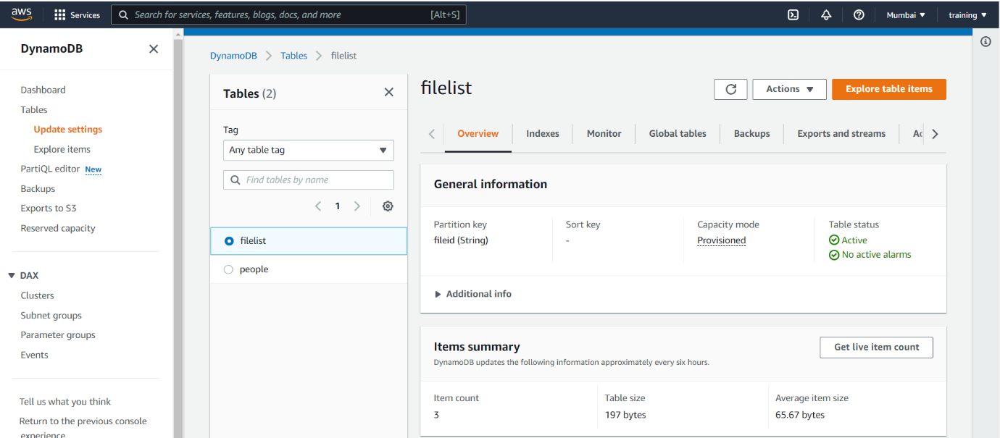 aws Services Search for services, features, blogs, docs, and more [Alt+S] Mumbai training
DynamoDB
Dashboard
Tables
Update settings
Explore items
PartiQL editor New
Backups
Exports to S3
Reserved capacity
DAX
Clusters
Subnet groups
Parameter groups
Events
Tell us what you think
Return to the previous console
experience
DynamoDB Tables filelist
Tables (2)
Tag
Any table tag
Find tables by name
1
filelist
people
filelist
Actions
Explore table items
Overview Indexes Monitor Global tables Backups Exports and streams
General information
Partition key
fileid (String)
Sort key
-
Capacity mode
Provisioned
Table status
Active
No active alarms
Additional info
Items summary
Get live item count
DynamoDB updates the following information approximately every six hours.
Item count
3
Table size
197 bytes
Average item size
65.67 bytes